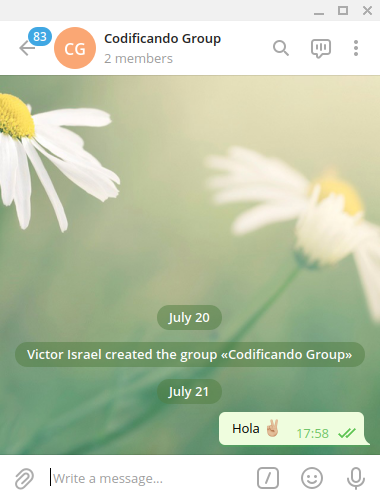 83
CG
Codificando Group
2 members
July 20
Victor Israel created the group «Codificando Group»
July 21
Hola ✌🏼 17:58
Write a message...